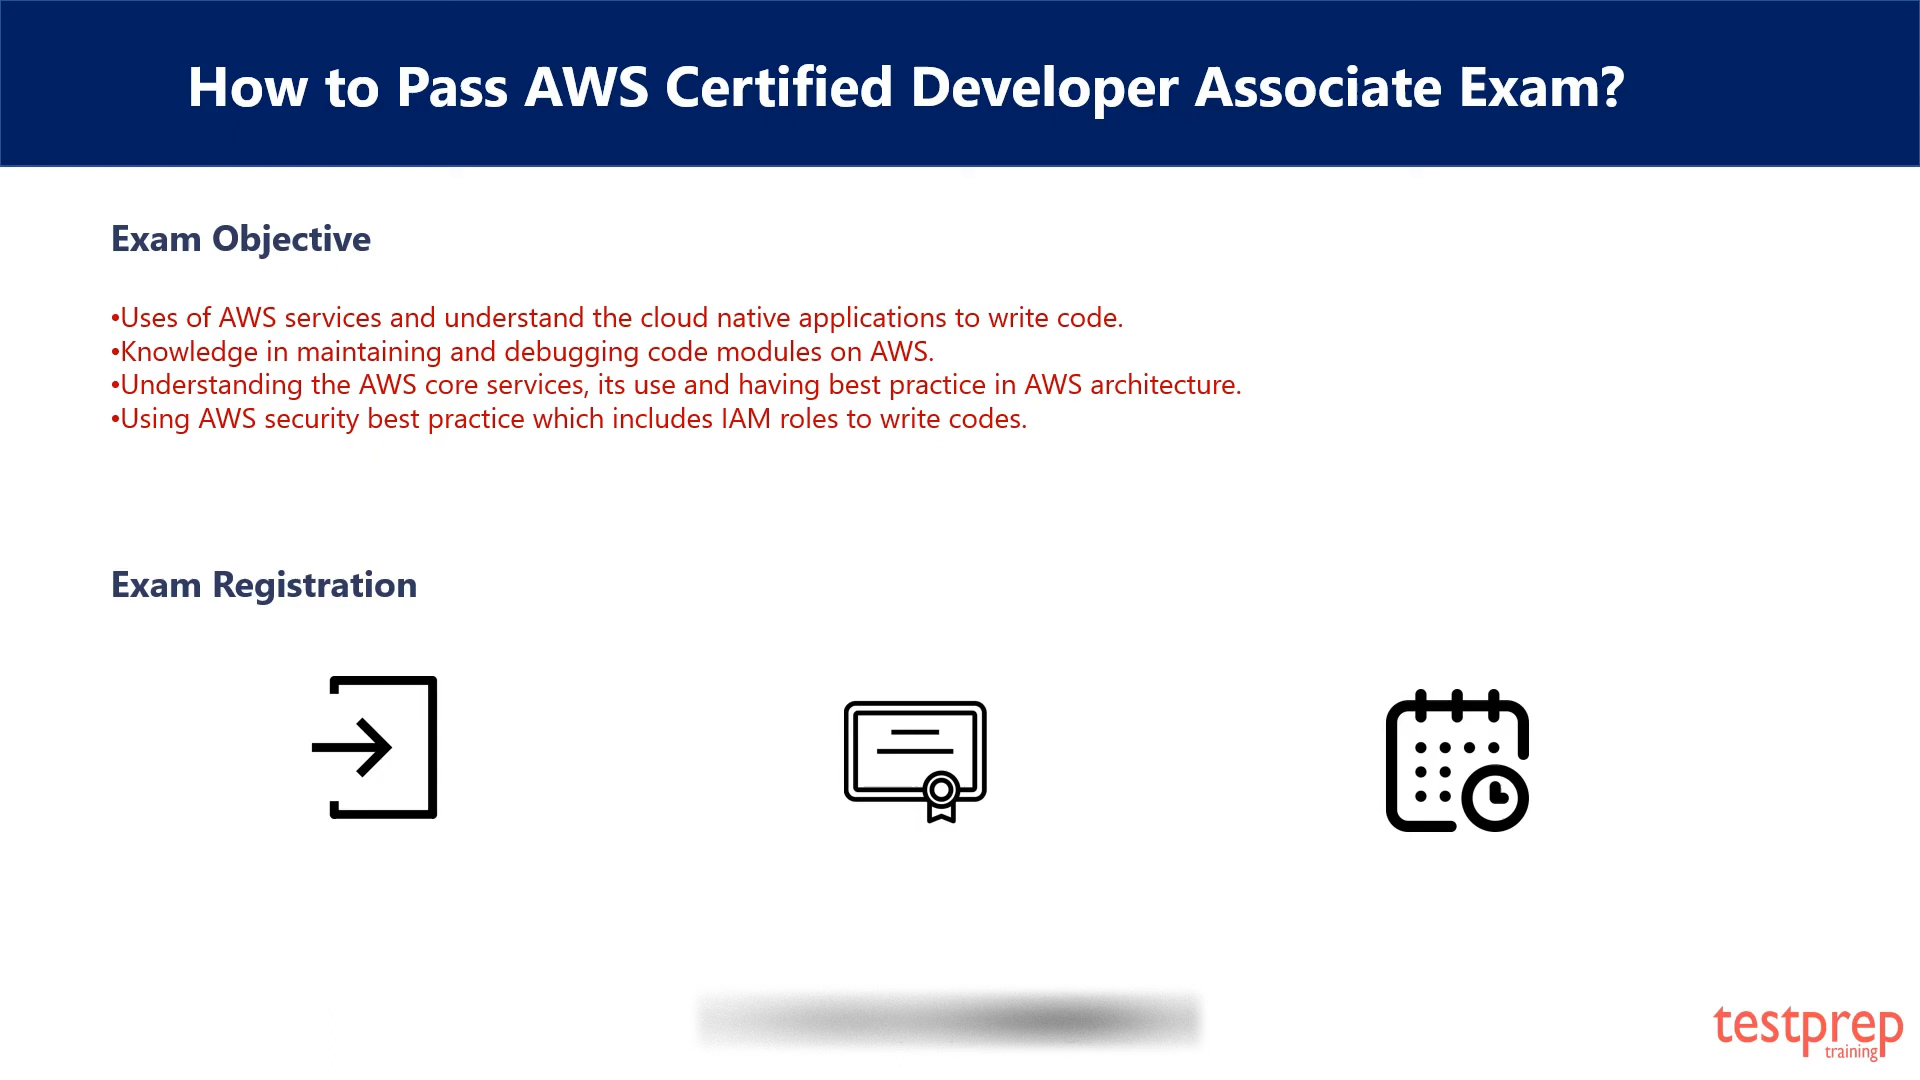 How to Pass AWS Certified Developer Associate Exam?
Exam Objective
•Uses of AWS services and understand the cloud native applications to write code.
•Knowledge in maintaining and debugging code modules on AWS.
•Understanding the AWS core services, its use and having best practice in AWS architecture.
•Using AWS security best practice which includes IAM roles to write codes.
Exam Registration
testprep
training